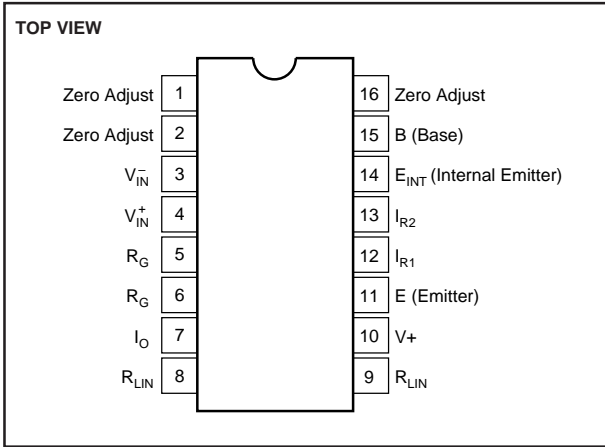 TOP VIEW
Zero Adjust 1 16 Zero Adjust
Zero Adjust 2 15 B (Base)
V−IN 3 14 EINT (Internal Emitter)
V+IN 4 13 IR2
RG 5 12 IR1
RG 6 11 E (Emitter)
IO 7 10 V+
RLIN 8 9 RLIN